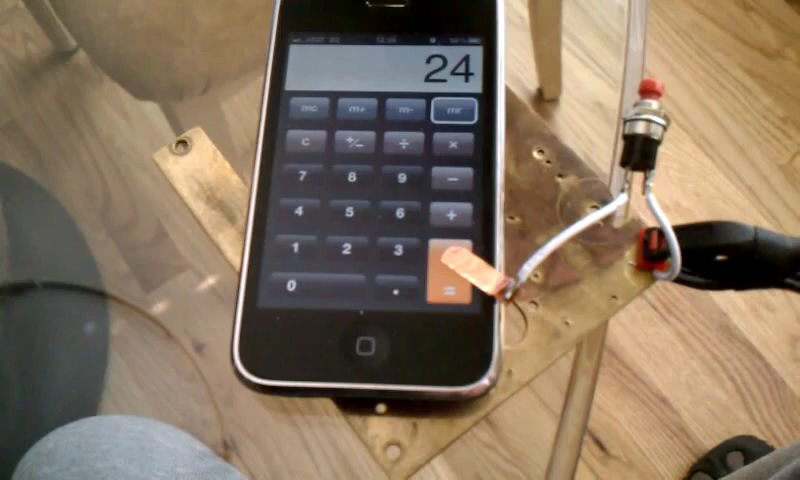 24
mc m+ m- mr
C +/− ÷ ×
7 8 9 −
4 5 6 +
1 2 3
0 . =